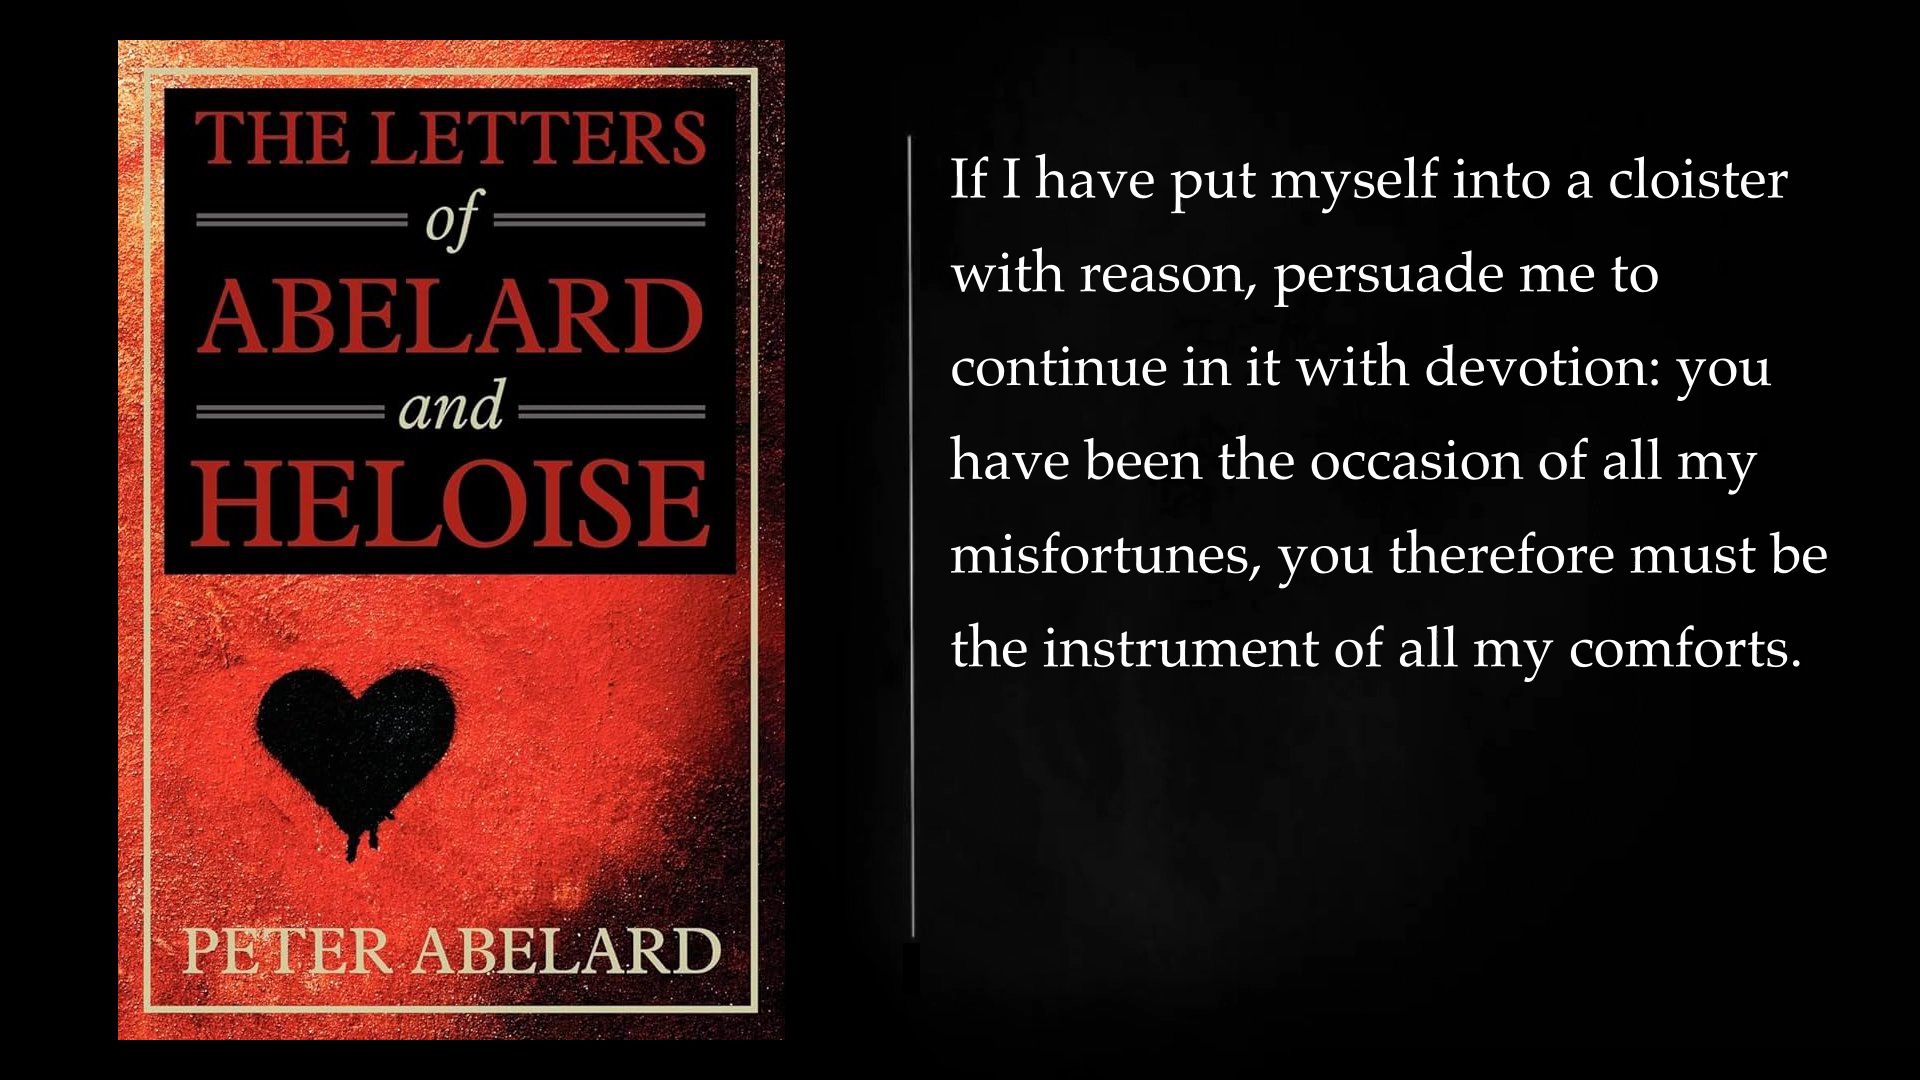 THE LETTERS
of
ABELARD
and
HELOISE
PETER ABELARD
If I have put myself into a cloister
with reason, persuade me to
continue in it with devotion: you
have been the occasion of all my
misfortunes, you therefore must be
the instrument of all my comforts.